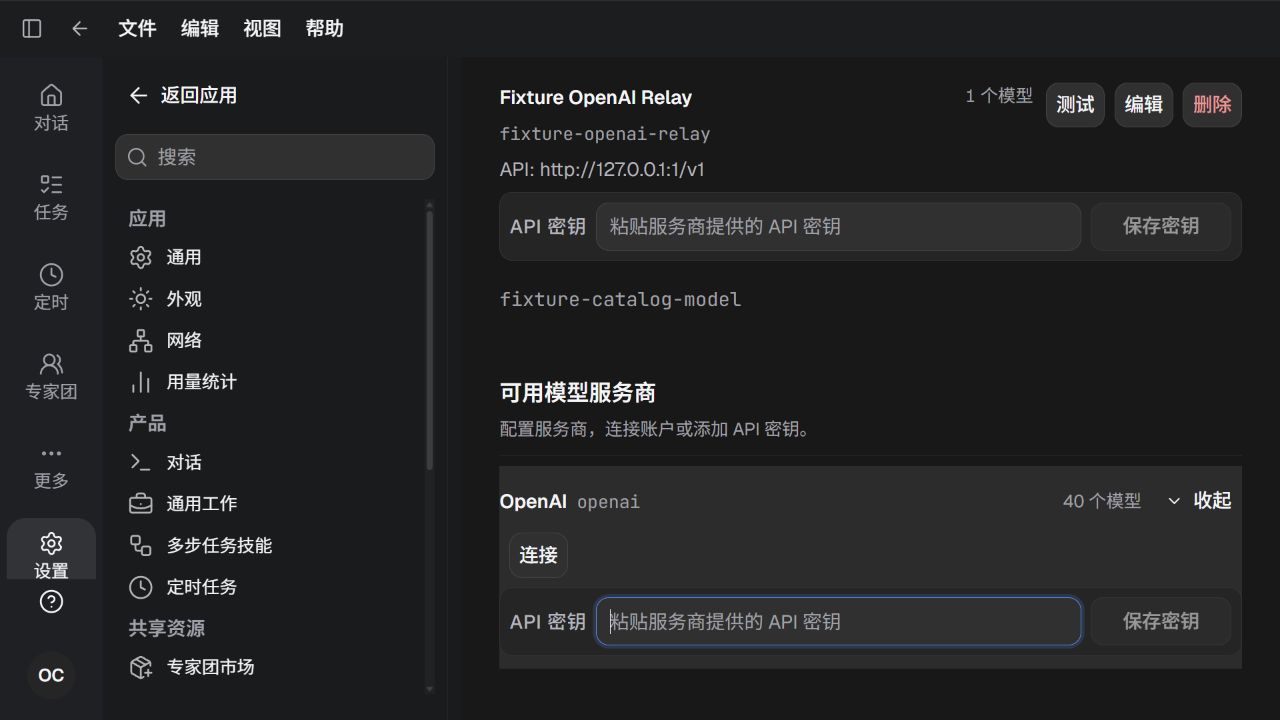 文件 编辑 视图 帮助
对话
任务
定时
专家团
更多
设置
OC
返回应用
搜索
应用
通用
外观
网络
用量统计
产品
对话
通用工作
多步任务技能
定时任务
共享资源
专家团市场
Fixture OpenAI Relay 1 个模型 测试 编辑 删除
fixture-openai-relay
API: http://127.0.0.1:1/v1
API 密钥 粘贴服务商提供的 API 密钥 保存密钥
fixture-catalog-model
可用模型服务商
配置服务商，连接账户或添加 API 密钥。
OpenAI openai 40 个模型 收起
连接
API 密钥 粘贴服务商提供的 API 密钥 保存密钥